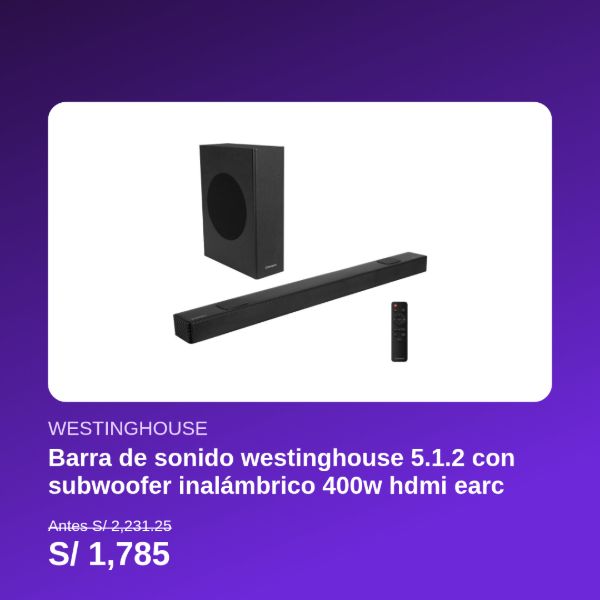 WESTINGHOUSE
Barra de sonido westinghouse 5.1.2 con
subwoofer inalámbrico 400w hdmi earc
Antes S/ 2,231.25
S/ 1,785